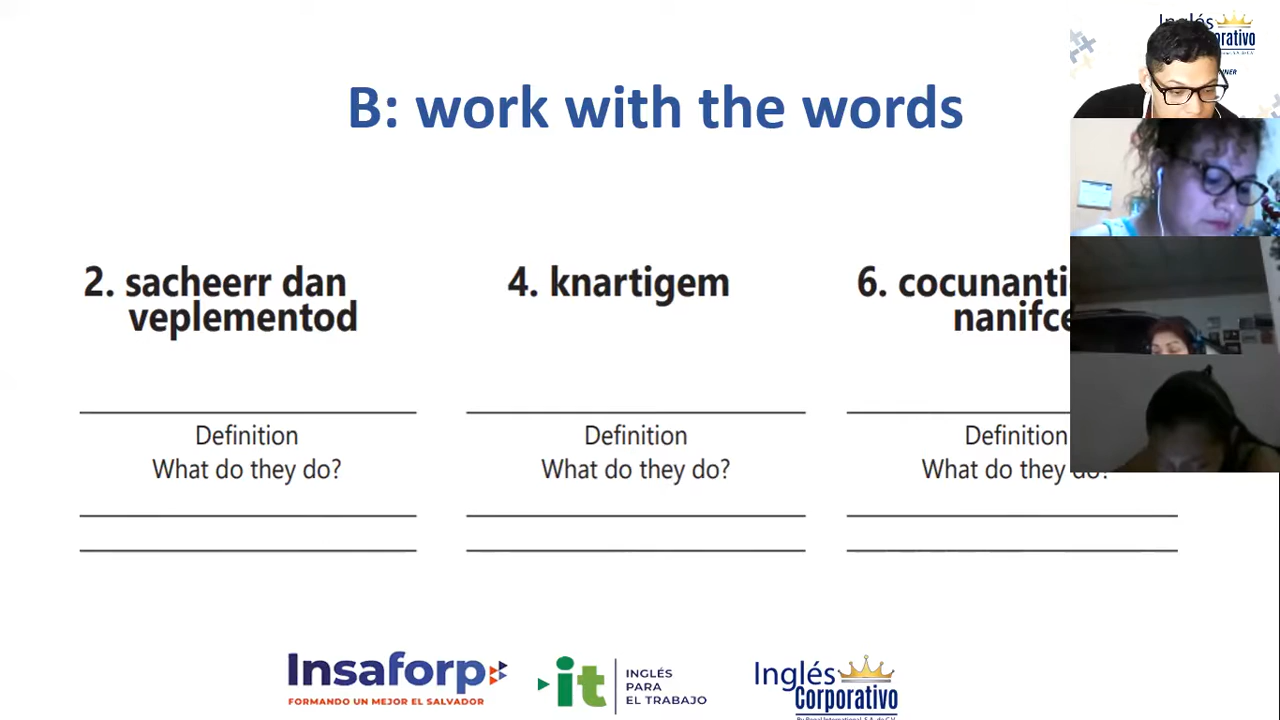 B: work with the words
2. sacheerr dan
veplementod
4. knartigem
6. cocunanti
nanifce
Definition
What do they do?
Definition
What do they do?
Definition
What do they do?
Insaforp
FORMANDO UN MEJOR EL SALVADOR
it
INGLÉS
PARA
EL TRABAJO
Inglés
Corporativo